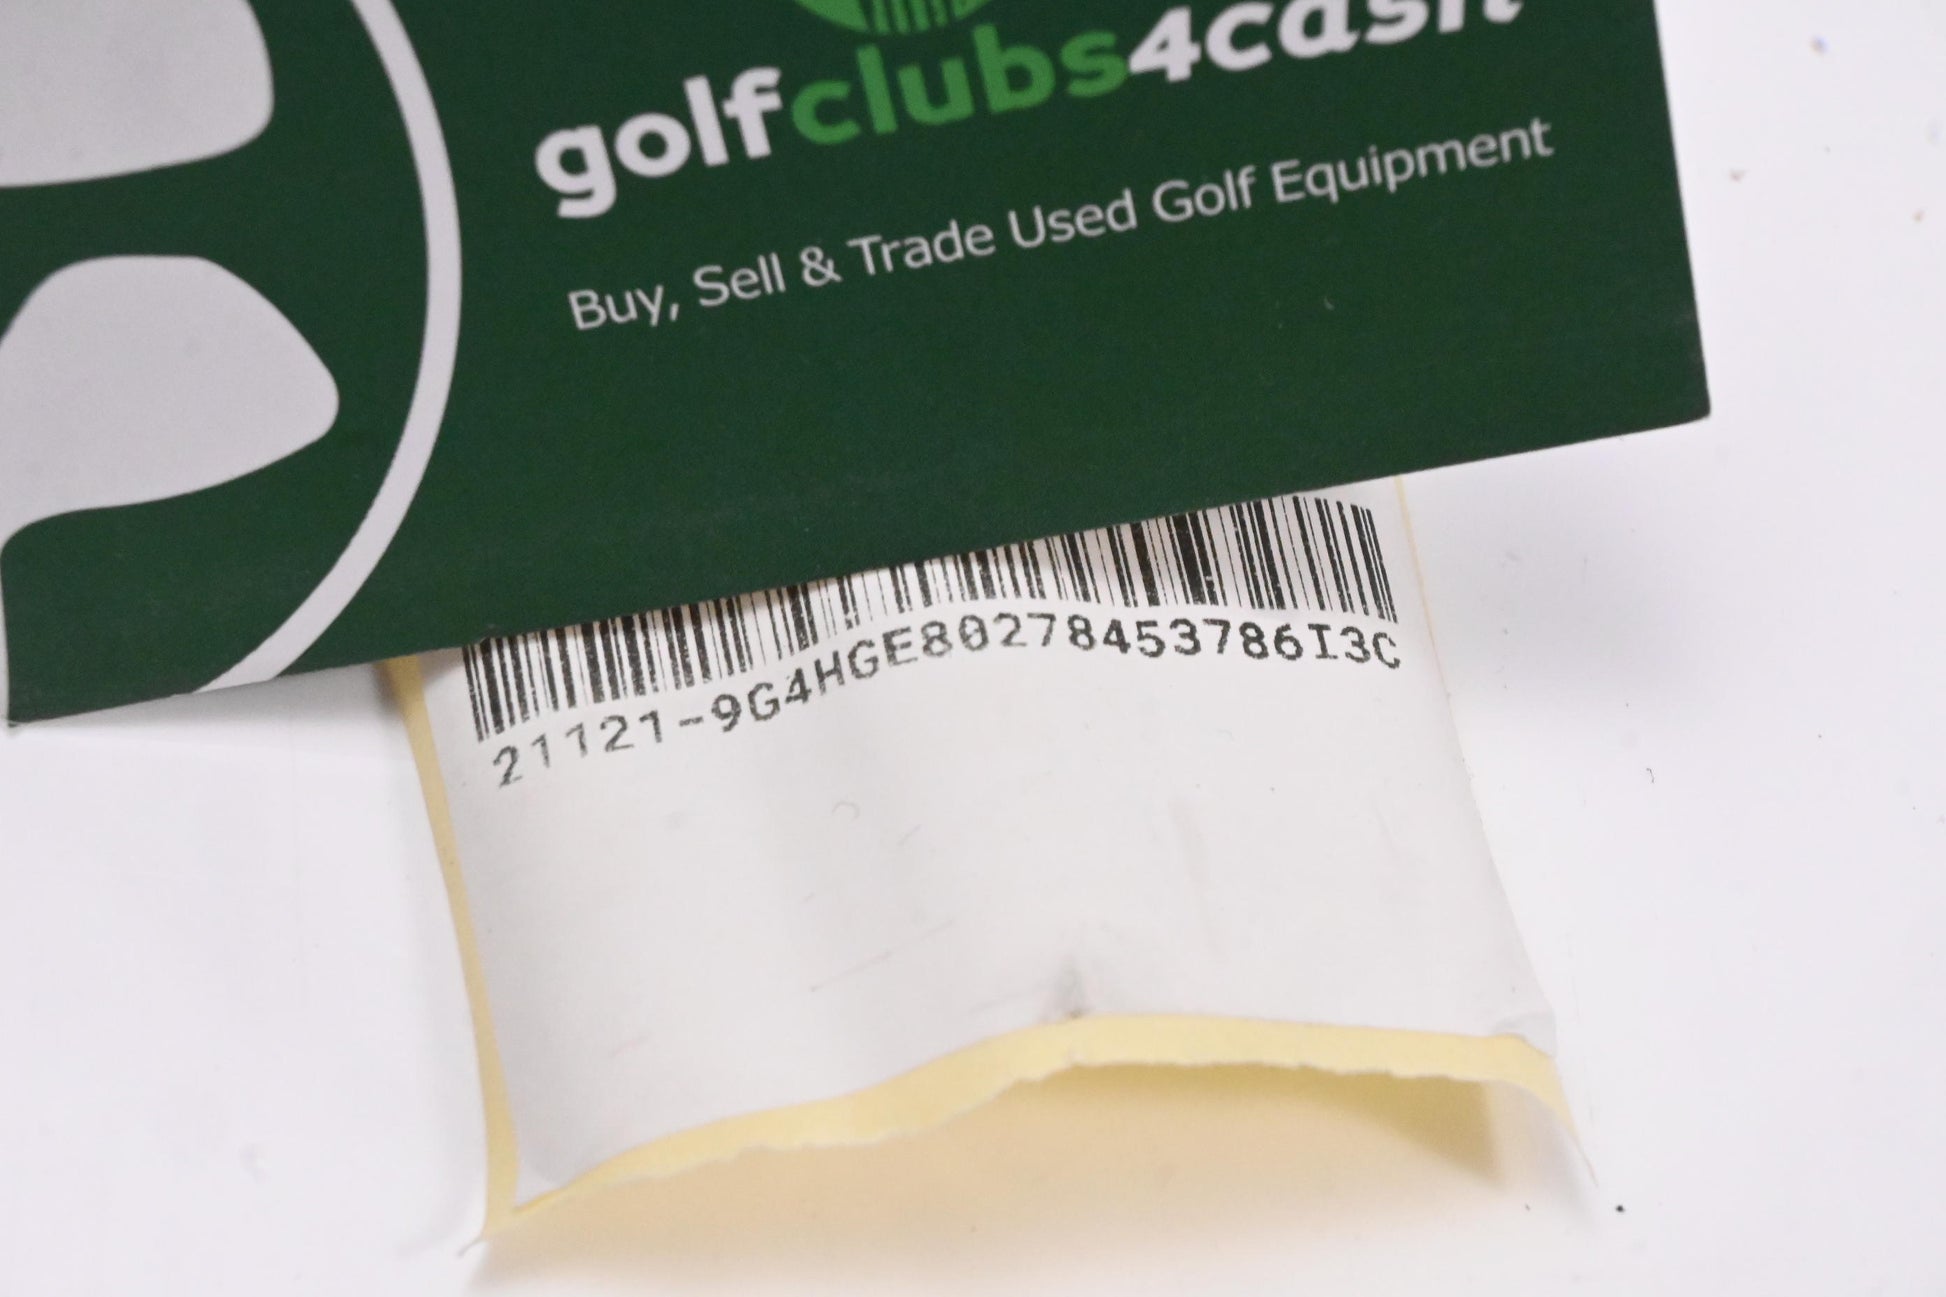 golfclubs4cash
Buy, Sell & Trade Used Golf Equipment
21121-9G4HGE80278453786I3C